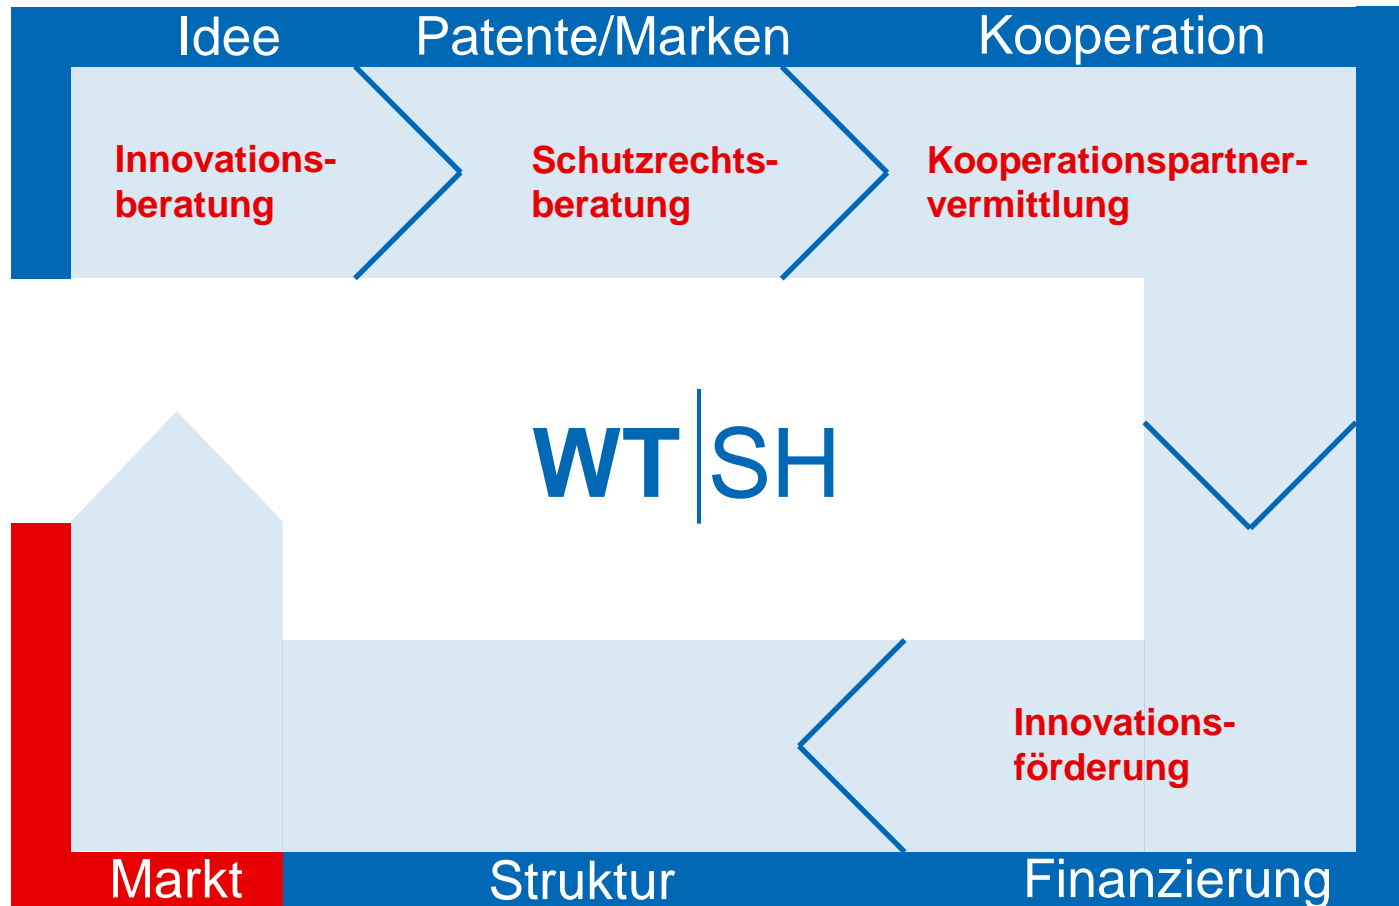 Idee Patente/Marken Kooperation
Innovations-
beratung
Schutzrechts-
beratung
Kooperationspartner-
vermittlung
WT|SH
Innovations-
förderung
Markt Struktur Finanzierung